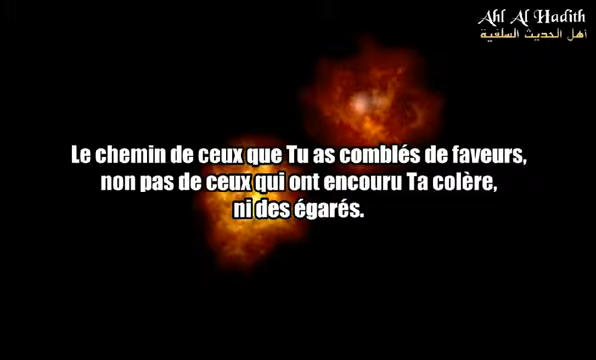 Ahl Al Hadith
أهل الحديث السلفية
Le chemin de ceux que Tu as comblés de faveurs,
non pas de ceux qui ont encouru Ta colère,
ni des égarés.